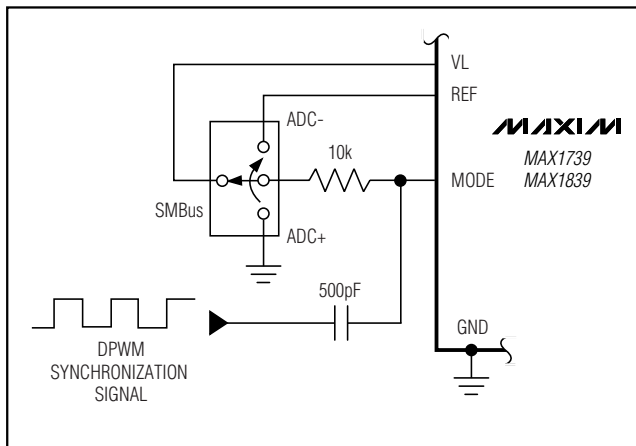 VL
REF
ADC-
MAXIM
10k
MAX1739
MAX1839
MODE
SMBus
ADC+
500pF
GND
DPWM
SYNCHRONIZATION
SIGNAL